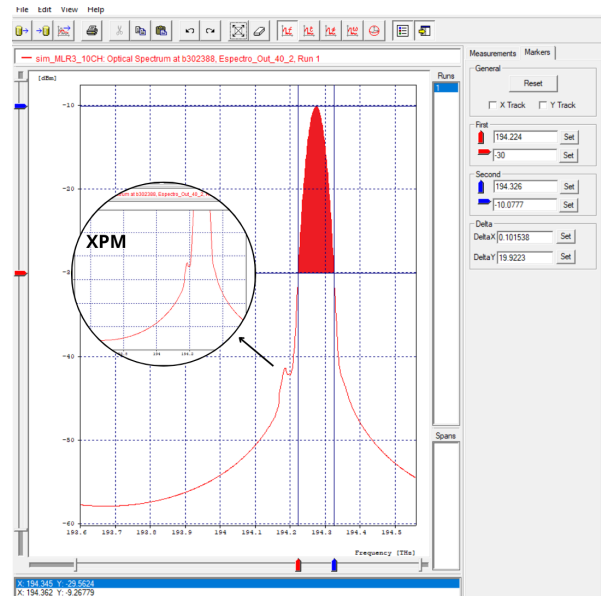 File Edit View Help
sim_MLR3_10CH: Optical Spectrum at b302388, Espectro_Out_40_2, Run 1
[dBm]
-10
-20
-30
-40
-50
-60
193.6 193.7 193.8 193.9 194 194.1 194.2 194.3 194.4 194.5
Frequency [THz]
XPM
194
194.2
Runs
1
Spans
Measurements Markers
General
Reset
X Track Y Track
First
194.224 Set
-30 Set
Second
194.326 Set
-10.0777 Set
Delta
DeltaX 0.101538 Set
DeltaY 19.9223 Set
X: 194.345 Y: -29.5624
X: 194.362 Y: -9.26779